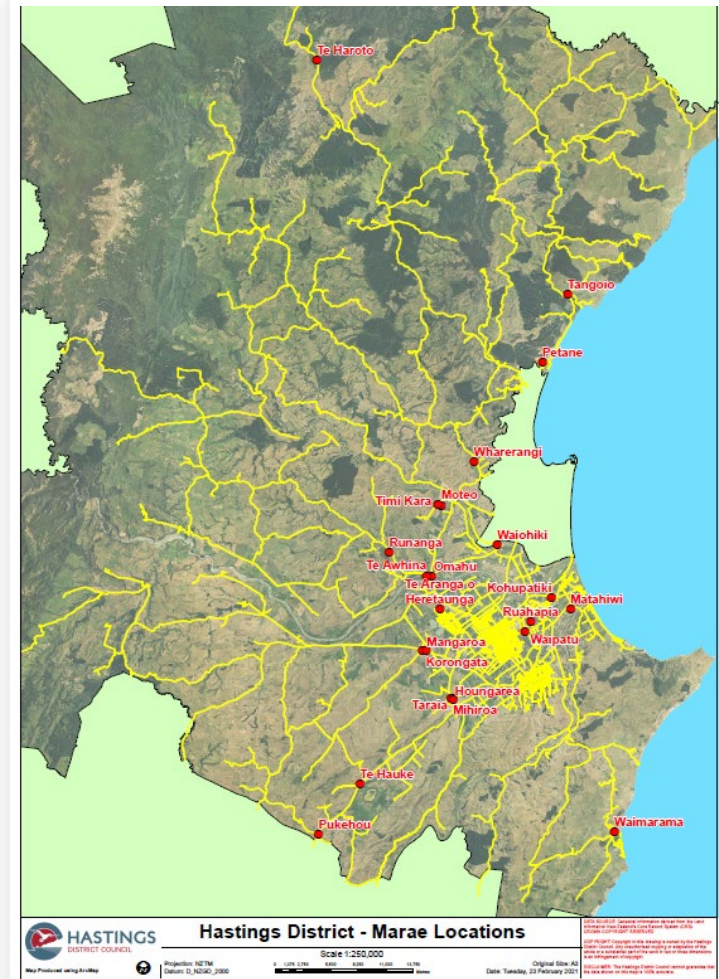 Te Haroto
Tangoio
Petane
Wharerangi
Timi Kara
Moteo
Waiohiki
Runanga
Te Awhina
Omahu
Te Aranga o
Heretaunga
Kohupatiki
Matahiwi
Ruahapia
Waipatu
Mangaroa
Korongata
Houngarea
Taraia
Mihiroa
Te Hauke
Pukehou
Waimarama
HASTINGS
DISTRICT COUNCIL
Map Produced using ArcMap
Projection: NZTM
Datum: D_NZGD_2000
Hastings District - Marae Locations
Scale 1:250,000
Original Size: A3
Date: Tuesday, 23 February 2021